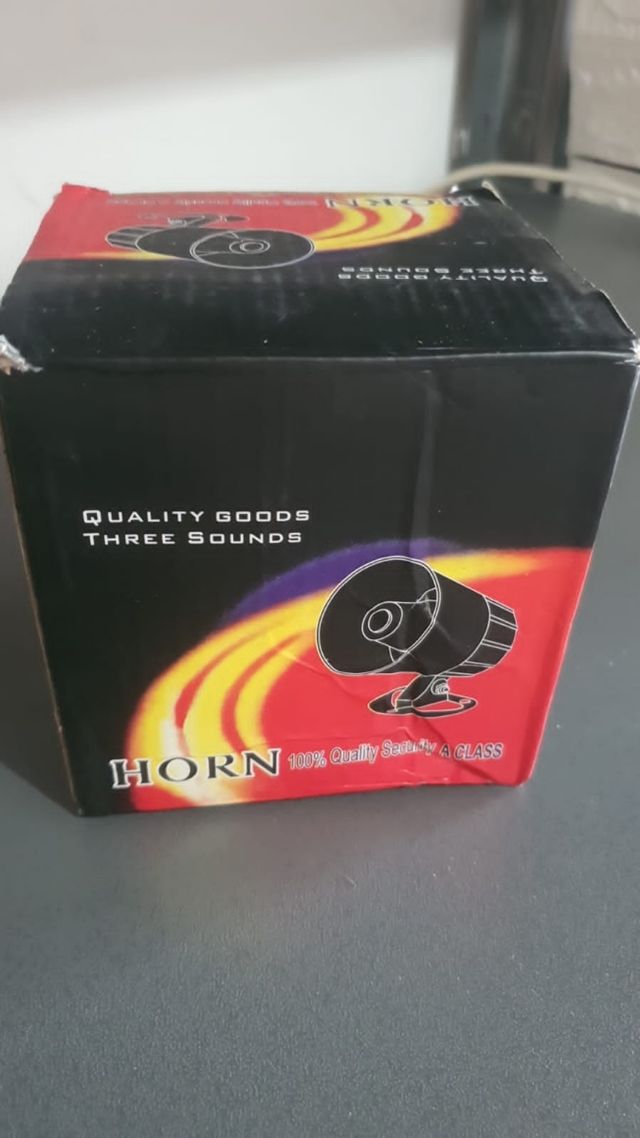 HORN
QUALITY GOODS
THREE SOUNDS
QUALITY GOODS
THREE SOUNDS
HORN 100% Quality Security A CLASS